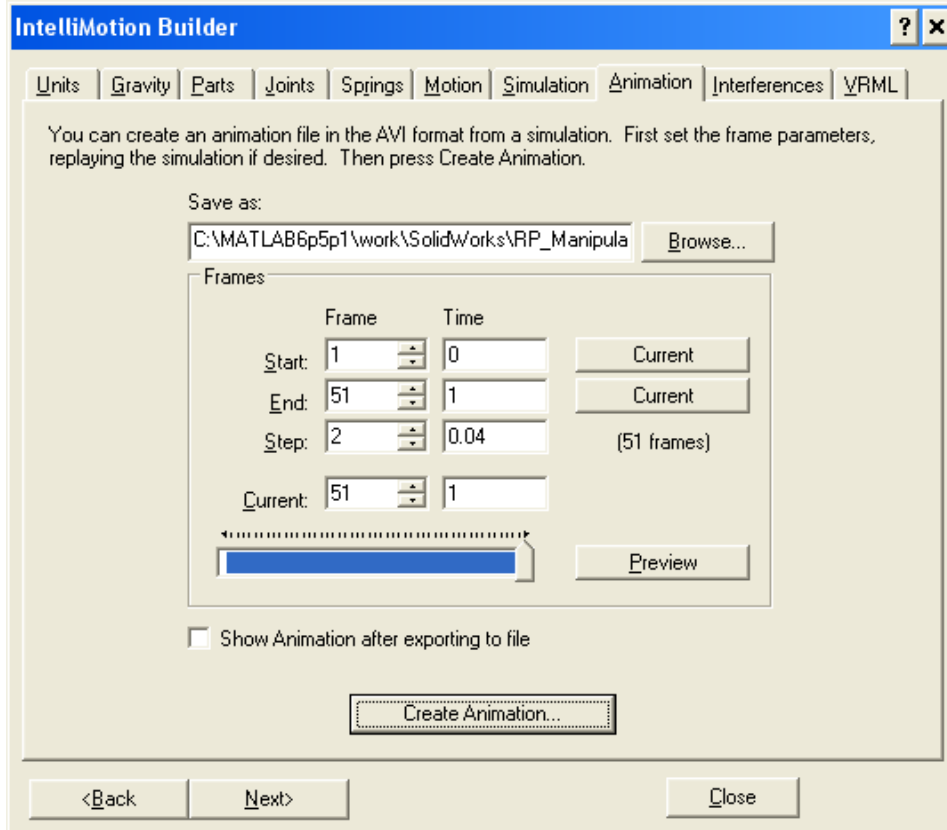 IntelliMotion Builder
? ×
Units Gravity Parts Joints Springs Motion Simulation Animation Interferences VRML
You can create an animation file in the AVI format from a simulation. First set the frame parameters,
replaying the simulation if desired. Then press Create Animation.
Save as:
C:\MATLAB6p5p1\work\SolidWorks\RP_Manipula Browse...
Frames
Frame Time
Start: 1 0 Current
End: 51 1 Current
Step: 2 0.04 (51 frames)
Current: 51 1
Preview
Show Animation after exporting to file
Create Animation...
<Back Next> Close